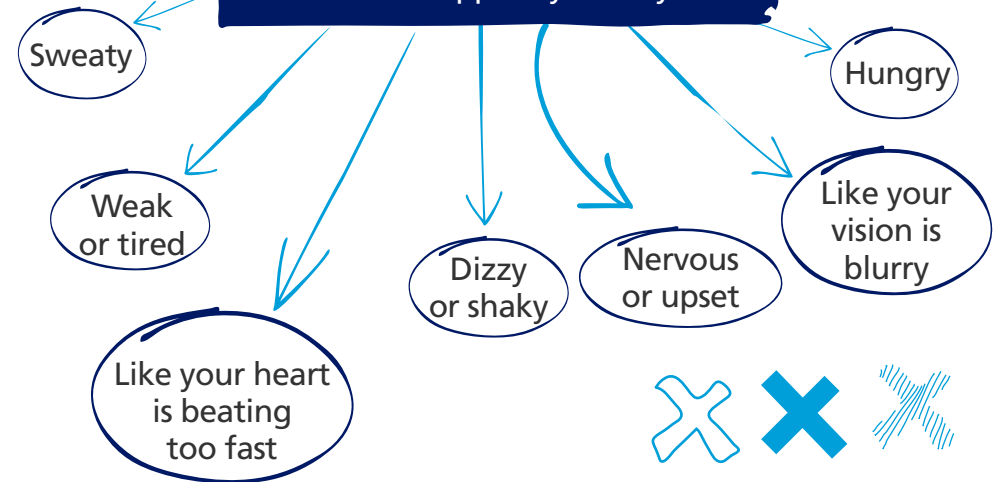 Sweaty
Hungry
Weak
or tired
Like your
vision is
blurry
Dizzy
or shaky
Nervous
or upset
Like your heart
is beating
too fast